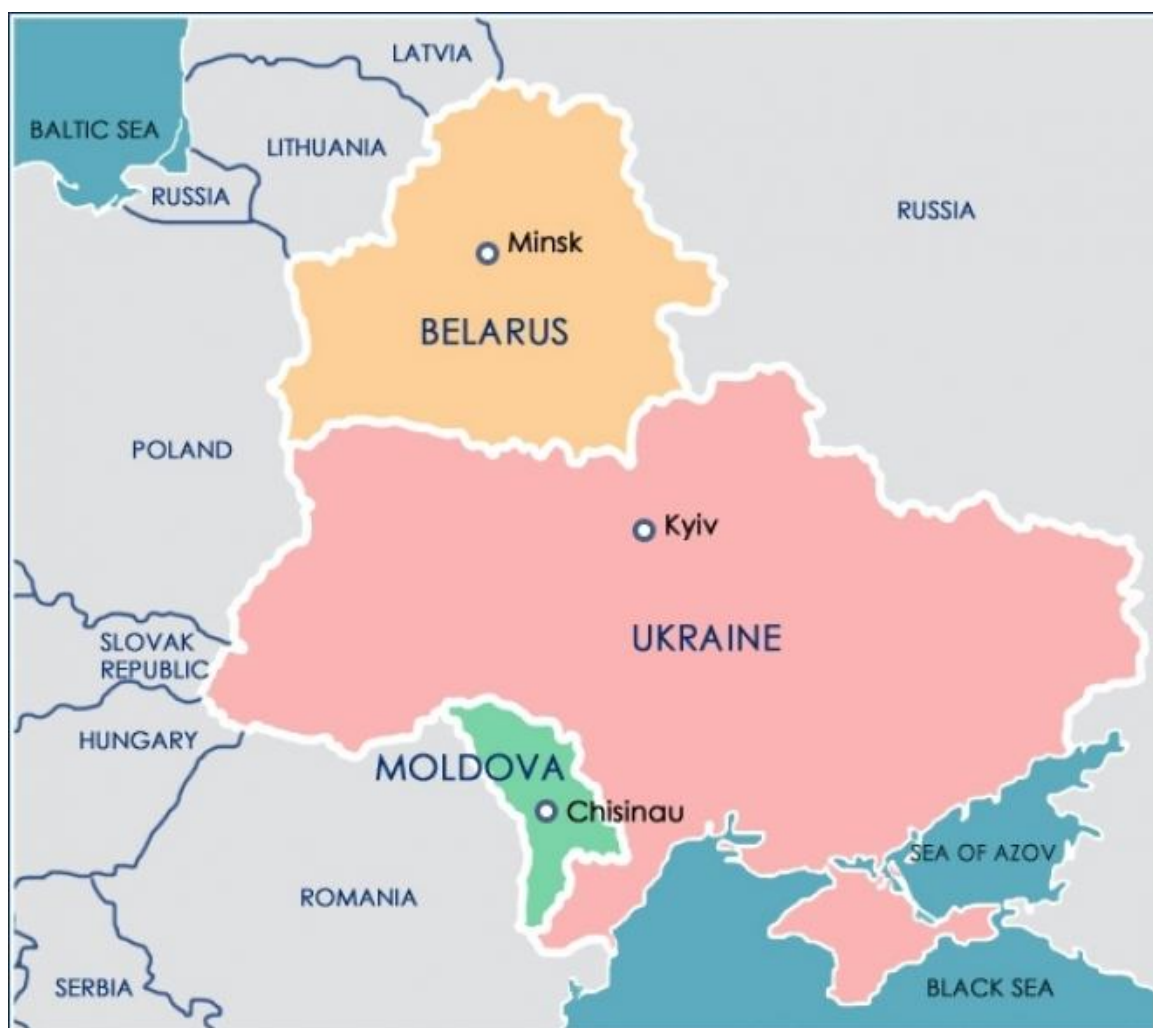 LATVIA
BALTIC SEA
LITHUANIA
RUSSIA
RUSSIA
Minsk
BELARUS
POLAND
Kyiv
UKRAINE
SLOVAK
REPUBLIC
HUNGARY
MOLDOVA
Chisinau
SEA OF AZOV
ROMANIA
SERBIA
BLACK SEA